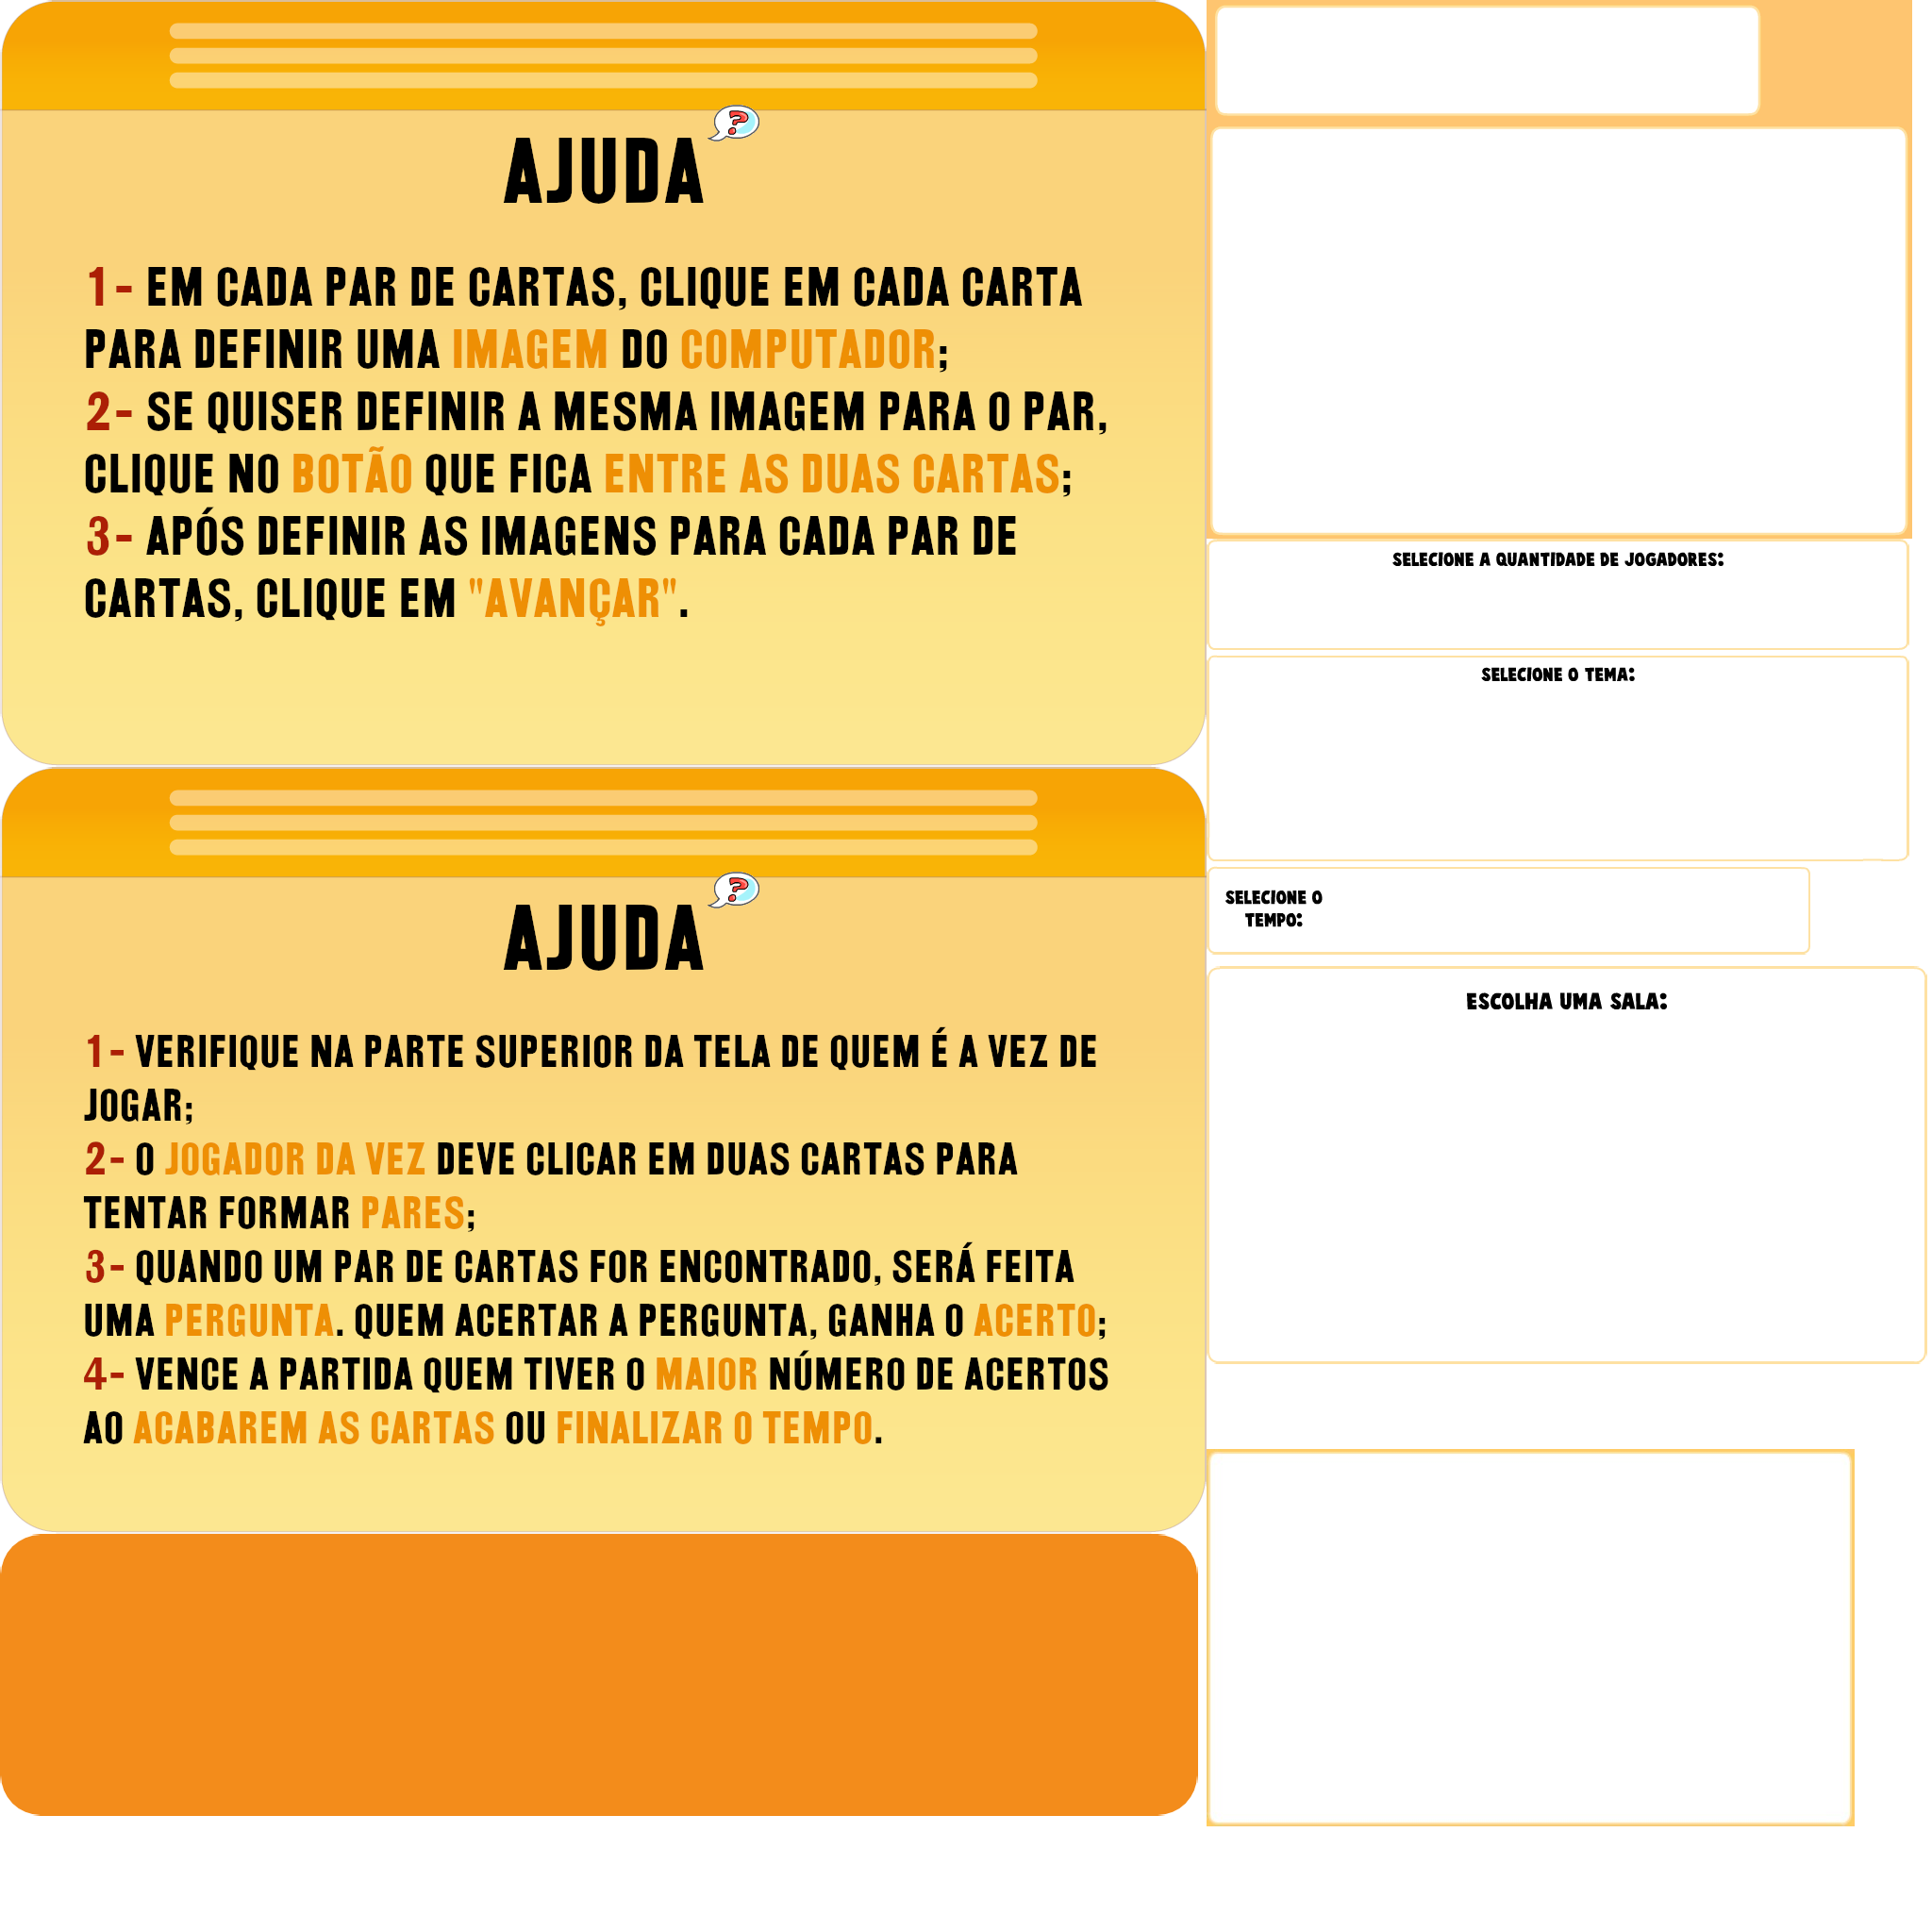 AJUDA
1- EM CADA PAR DE CARTAS, CLIQUE EM CADA CARTA
PARA DEFINIR UMA IMAGEM DO COMPUTADOR;
2- SE QUISER DEFINIR A MESMA IMAGEM PARA O PAR,
CLIQUE NO BOTÃO QUE FICA ENTRE AS DUAS CARTAS;
3- APÓS DEFINIR AS IMAGENS PARA CADA PAR DE
CARTAS, CLIQUE EM "AVANÇAR".
AJUDA
1- VERIFIQUE NA PARTE SUPERIOR DA TELA DE QUEM É A VEZ DE
JOGAR;
2- O JOGADOR DA VEZ DEVE CLICAR EM DUAS CARTAS PARA
TENTAR FORMAR PARES;
3- QUANDO UM PAR DE CARTAS FOR ENCONTRADO, SERÁ FEITA
UMA PERGUNTA. QUEM ACERTAR A PERGUNTA, GANHA O ACERTO;
4- VENCE A PARTIDA QUEM TIVER O MAIOR NÚMERO DE ACERTOS
AO ACABAREM AS CARTAS OU FINALIZAR O TEMPO.
SELECIONE A QUANTIDADE DE JOGADORES:
SELECIONE O TEMA:
SELECIONE O
TEMPO:
ESCOLHA UMA SALA: